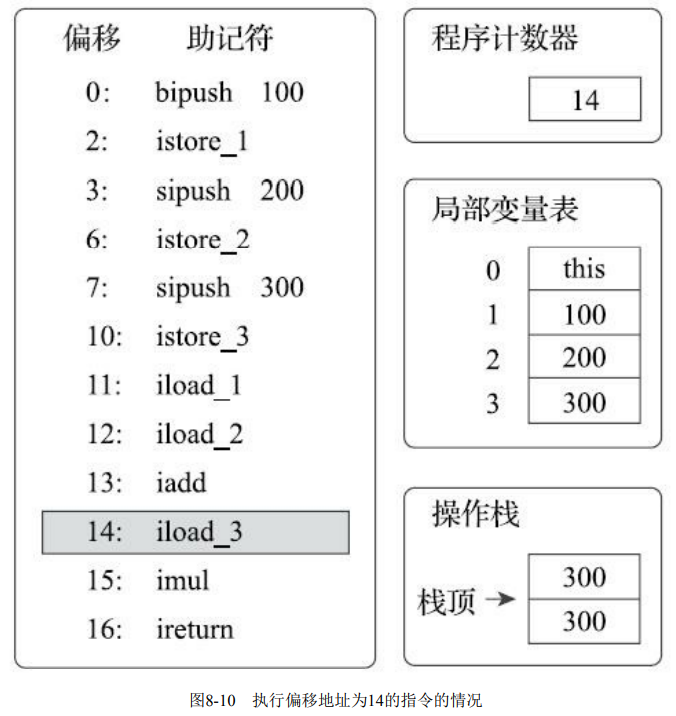 偏移 助记符
0: bipush 100
2: istore_1
3: sipush 200
6: istore_2
7: sipush 300
10: istore_3
11: iload_1
12: iload_2
13: iadd
14: iload_3
15: imul
16: ireturn
程序计数器
14
局部变量表
0 this
1 100
2 200
3 300
操作栈
栈顶
300
300
图8-10 执行偏移地址为14的指令的情况